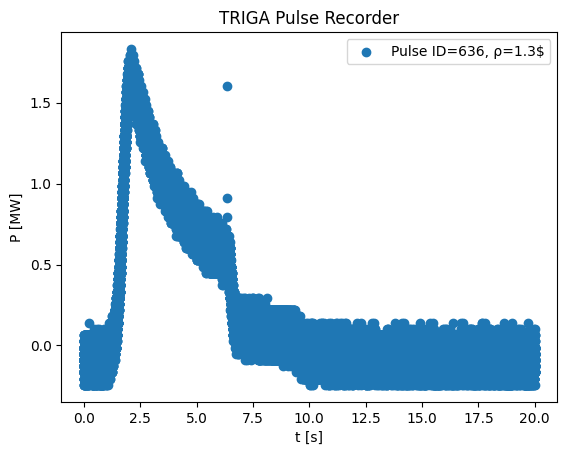 TRIGA Pulse Recorder
Pulse ID=636, ρ=1.3$
P [MW]
1.5
1.0
0.5
0.0
0.0 2.5 5.0 7.5 10.0 12.5 15.0 17.5 20.0
t [s]